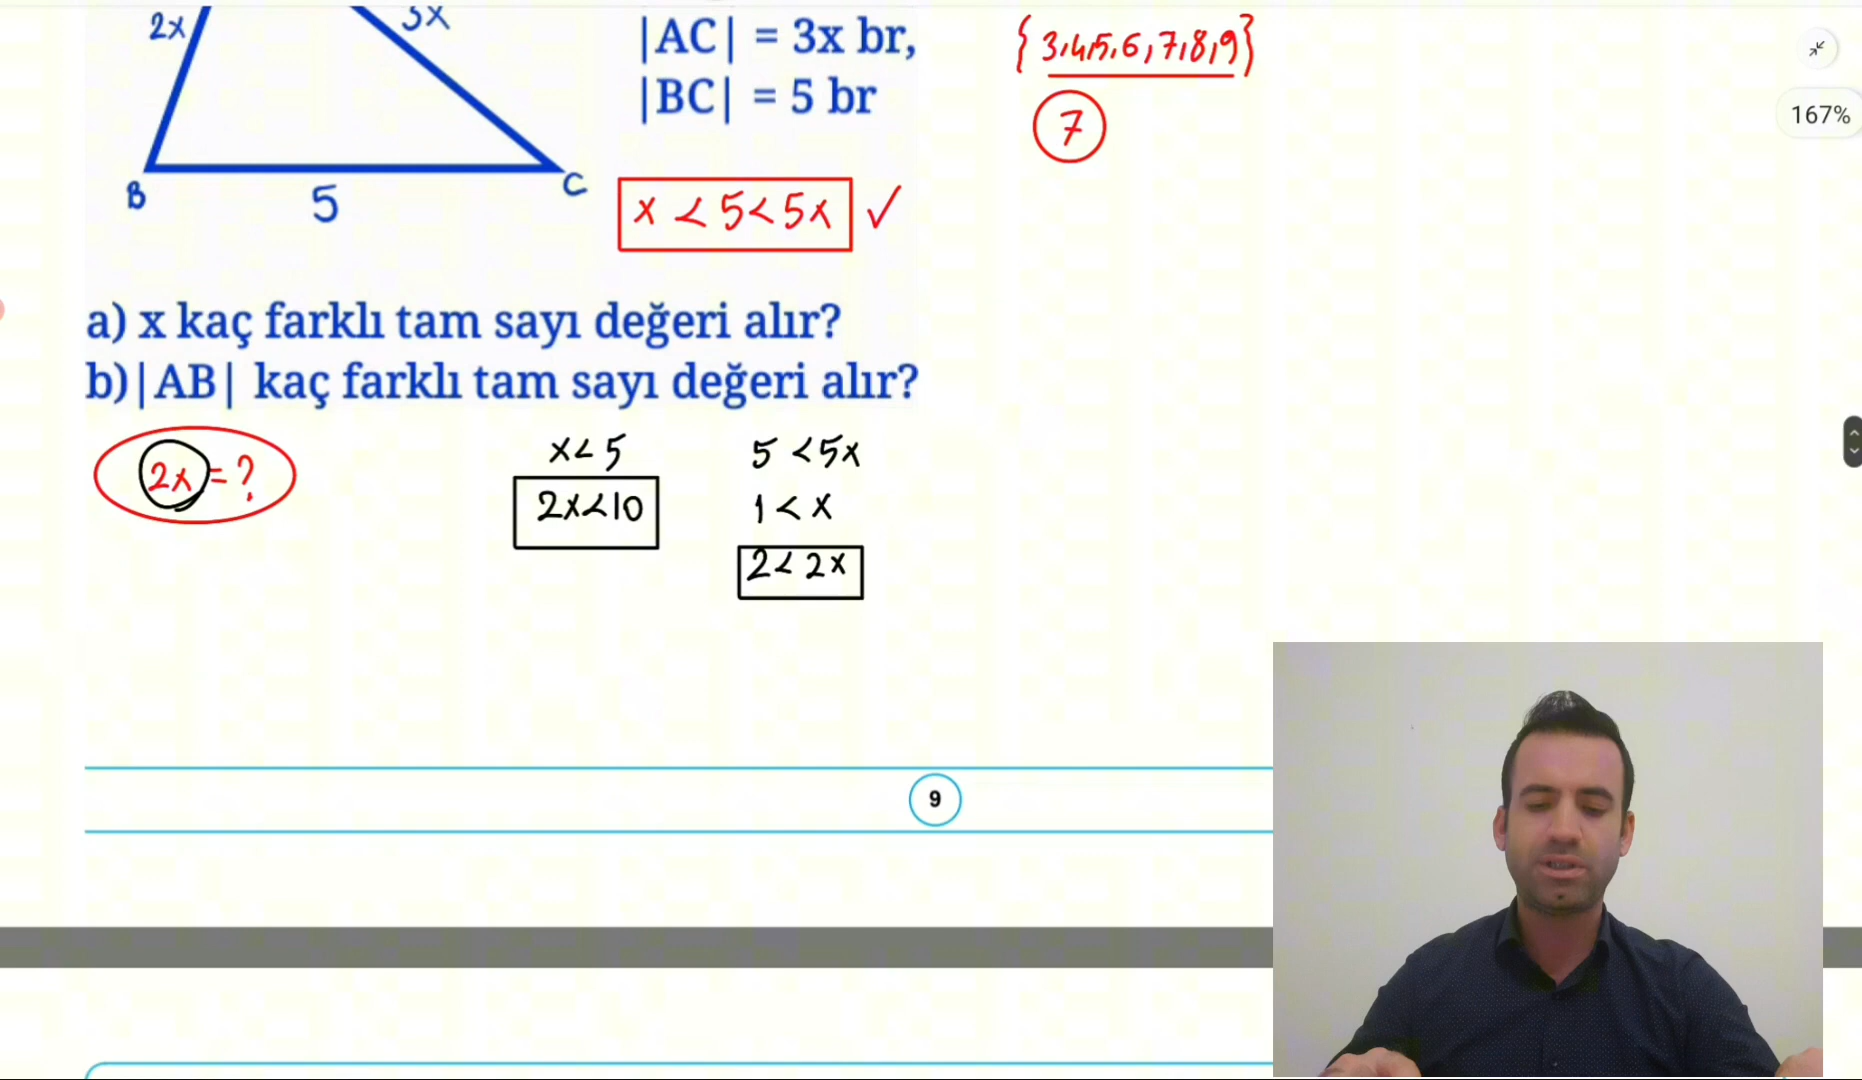 2x
3x
|AC| = 3x br,
|BC| = 5 br
{3,4,5,6,7,8,9}
7
167%
B
5
C
x < 5 < 5x ✓
a) x kaç farklı tam sayı değeri alır?
b)|AB| kaç farklı tam sayı değeri alır?
2x = ?
x < 5
2x < 10
5 < 5x
1 < x
2 < 2x
9